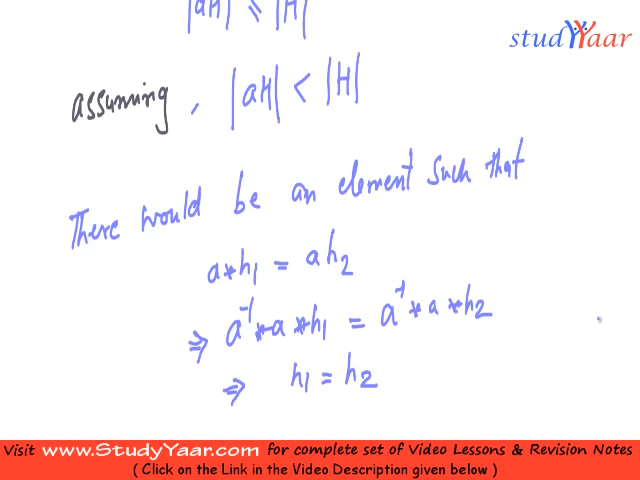 |aH| ≤ |H|
studYYaar
assuming, |aH| < |H|
There would be an element such that
a*h1 = ah2
⇒ a⁻¹*a*h1 = a⁻¹*a*h2
⇒ h1 = h2
Visit www.StudyYaar.com for complete set of Video Lessons & Revision Notes
( Click on the Link in the Video Description given below )